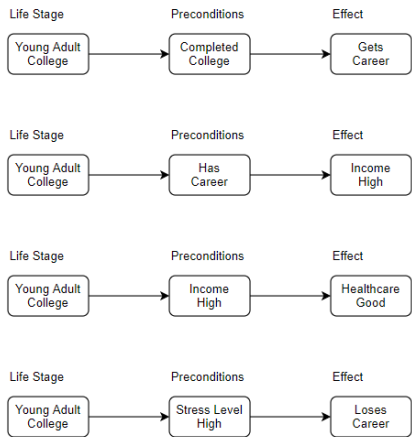 Life Stage Preconditions Effect
Young Adult Completed Gets
College College Career
Life Stage Preconditions Effect
Young Adult Has Income
College Career High
Life Stage Preconditions Effect
Young Adult Income Healthcare
College High Good
Life Stage Preconditions Effect
Young Adult Stress Level Loses
College High Career